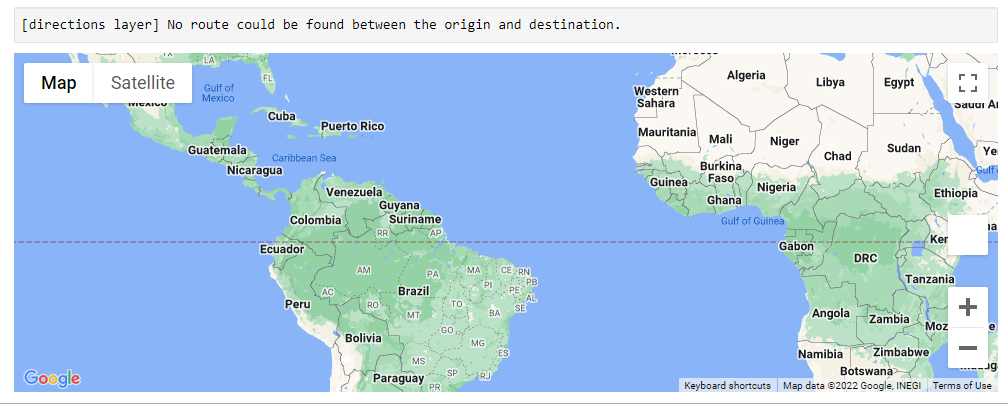 [directions layer] No route could be found between the origin and destination.
Map Satellite
LA
FL
Gulf of
Mexico
Mexico
Cuba
Puerto Rico
Guatemala
Caribbean Sea
Nicaragua
Venezuela
Guyana
Suriname
Colombia
RR
AP
Ecuador
AM
PA
MA
CE
RN
PB
PI
PE
AL
SE
AC
Peru
RO
Brazil
TO
BA
MT
Bolivia
GO
MG
ES
MS
SP
RJ
Paraguay
PR
Algeria
Libya
Egypt
Western
Sahara
Mauritania
Mali
Niger
Chad
Sudan
Burkina
Faso
Guinea
Ghana
Nigeria
Ethiopia
Gulf of Guinea
Gabon
DRC
Ker
Tanzania
Angola
Zambia
Moz
Namibia
Zimbabwe
Botswana
Google
Keyboard shortcuts Map data ©2022 Google, INEGI Terms of Use